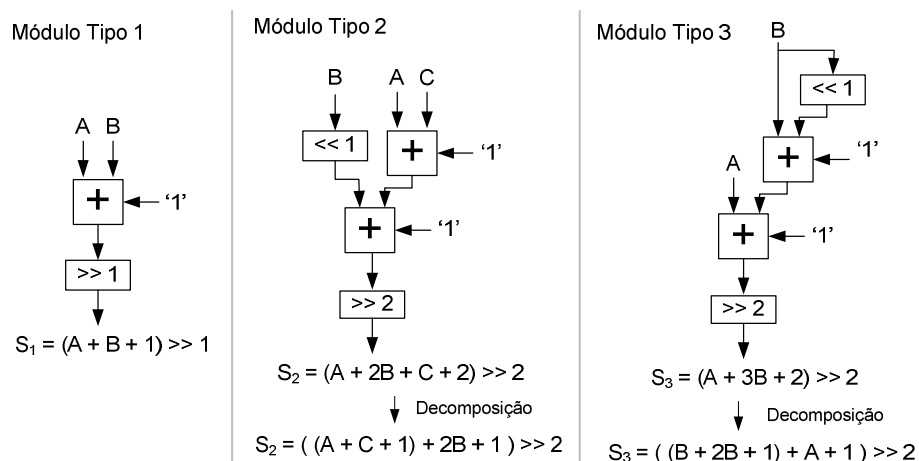 Módulo Tipo 1
A B
+
'1'
>> 1
S₁ = (A + B + 1) >> 1
Módulo Tipo 2
B A C
<< 1
+
'1'
+
'1'
>> 2
S₂ = (A + 2B + C + 2) >> 2
Decomposição
S₂ = ( (A + C + 1) + 2B + 1 ) >> 2
Módulo Tipo 3
B
<< 1
+
'1'
A
+
'1'
>> 2
S₃ = (A + 3B + 2) >> 2
Decomposição
S₃ = ( (B + 2B + 1) + A + 1 ) >> 2